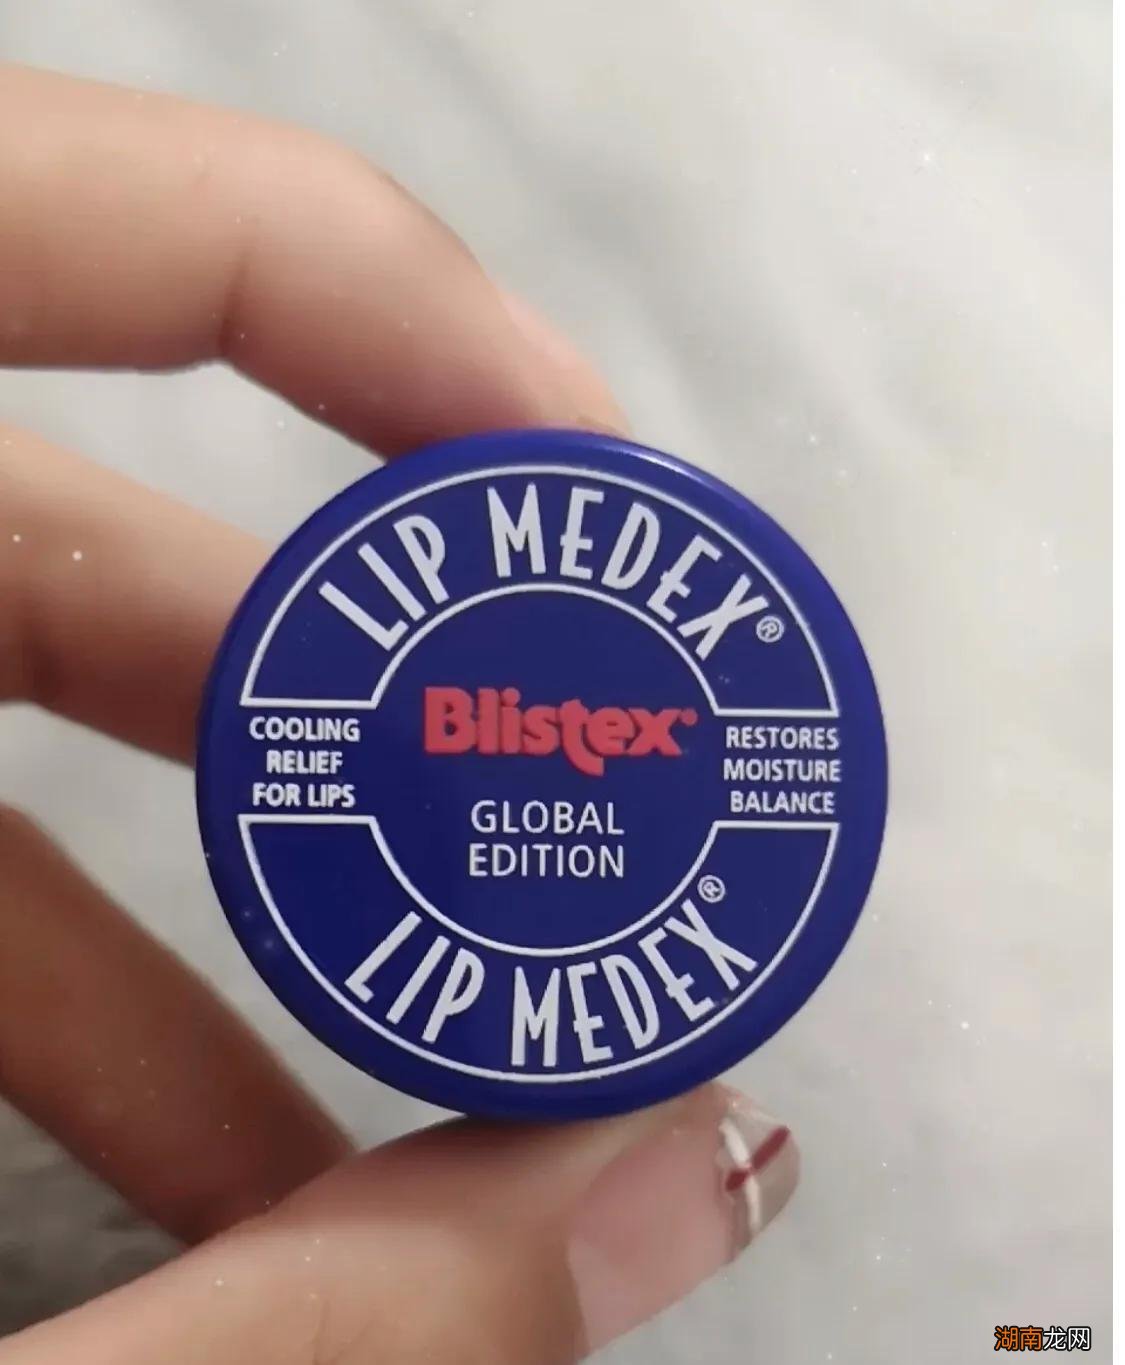 LIP MEDEX®
COOLING
RELIEF
FOR LIPS
Blistex
GLOBAL
EDITION
RESTORES
MOISTURE
BALANCE
LIP MEDEX®
湖南龙网